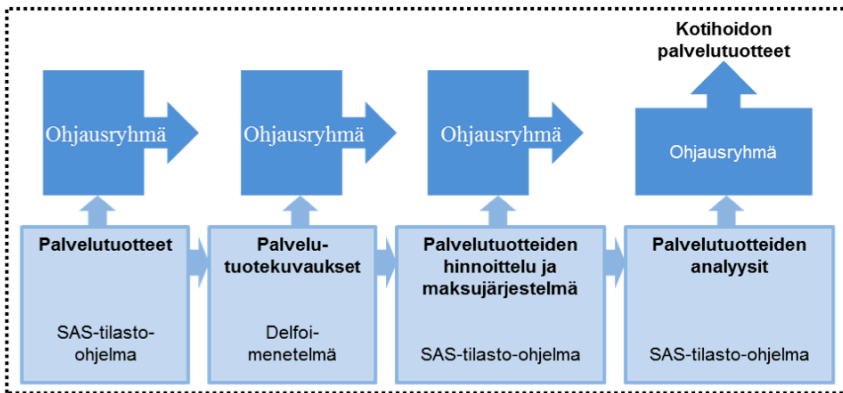 Kotihoidon
palvelutuotteet
Ohjausryhmä
Ohjausryhmä
Ohjausryhmä
Ohjausryhmä
Palvelutuotteet
SAS-tilasto-
ohjelma
Palvelu-
tuotekuvaukset
Delfoi-
menetelmä
Palvelutuotteiden
hinnoittelu ja
maksujärjestelmä
SAS-tilasto-ohjelma
Palvelutuotteiden
analyysit
SAS-tilasto-ohjelma